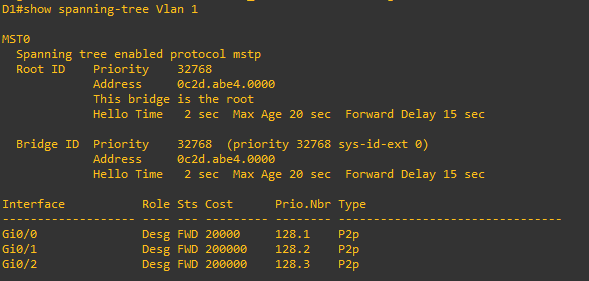 D1#show spanning-tree Vlan 1
MST0
Spanning tree enabled protocol mstp
Root ID Priority 32768
Address 0c2d.abe4.0000
This bridge is the root
Hello Time 2 sec Max Age 20 sec Forward Delay 15 sec
Bridge ID Priority 32768 (priority 32768 sys-id-ext 0)
Address 0c2d.abe4.0000
Hello Time 2 sec Max Age 20 sec Forward Delay 15 sec
Interface Role Sts Cost Prio.Nbr Type
------------------- ---- --- --------- -------- --------------------------------
Gi0/0 Desg FWD 20000 128.1 P2p
Gi0/1 Desg FWD 200000 128.2 P2p
Gi0/2 Desg FWD 200000 128.3 P2p